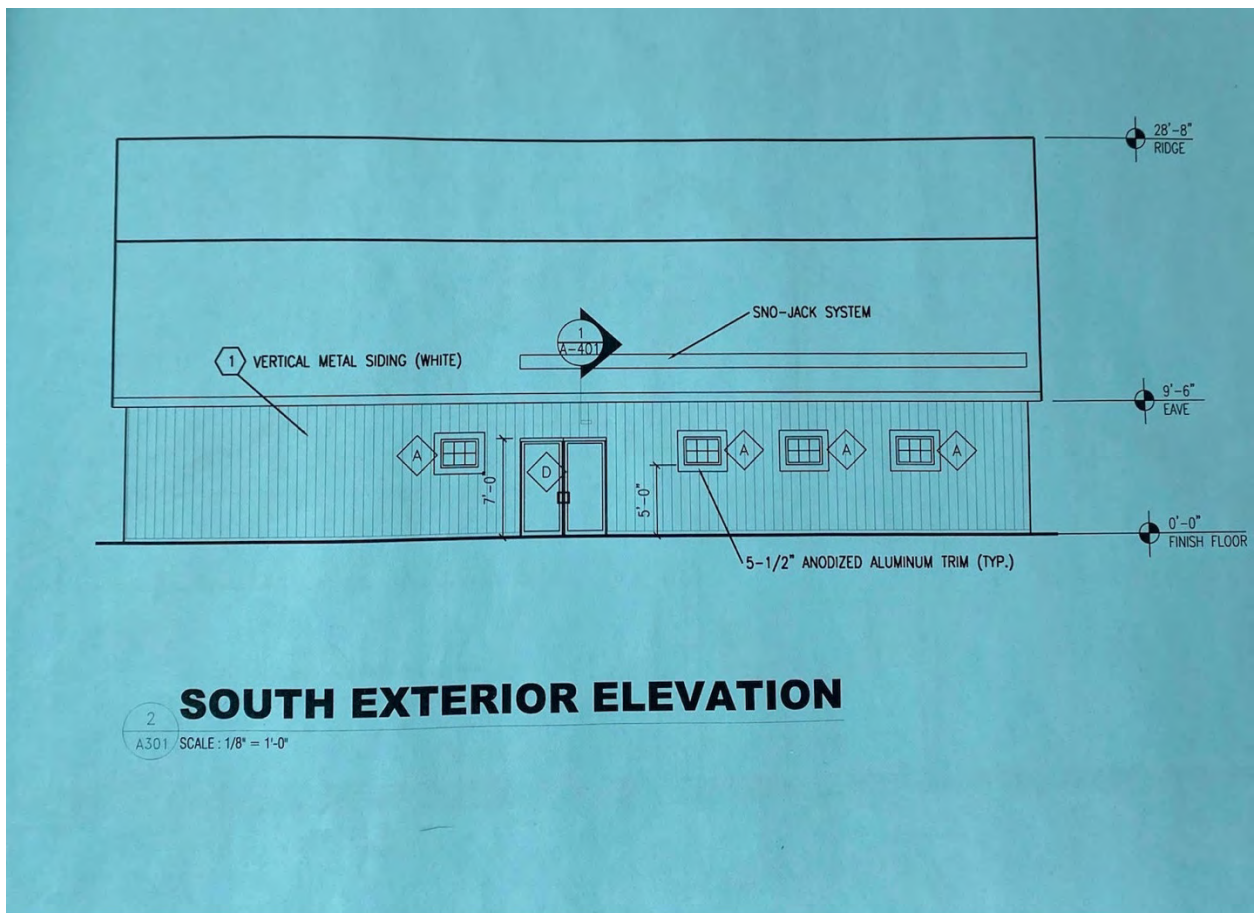 28'-8"
RIDGE
SNO-JACK SYSTEM
1
A-401
1 VERTICAL METAL SIDING (WHITE)
9'-6"
EAVE
A
7'-0"
D
5'-0"
A
A
A
0'-0"
FINISH FLOOR
5-1/2" ANODIZED ALUMINUM TRIM (TYP.)
2
A301
SOUTH EXTERIOR ELEVATION
SCALE : 1/8" = 1'-0"